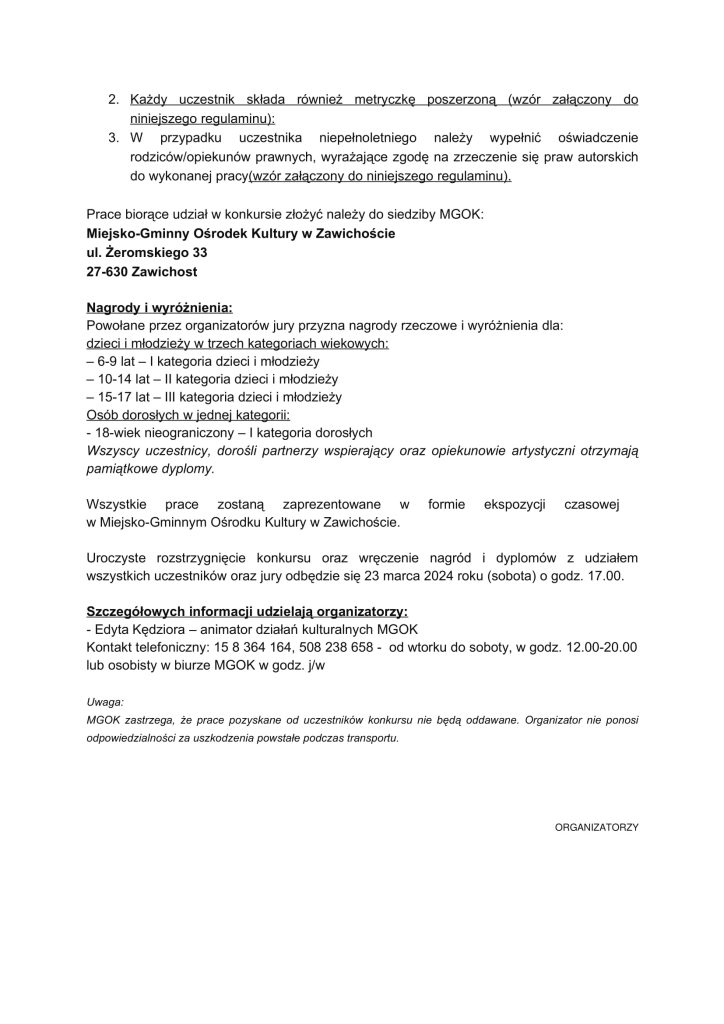 2. Każdy uczestnik składa również metryczkę poszerzoną (wzór załączony do
niniejszego regulaminu):
3. W przypadku uczestnika niepełnoletniego należy wypełnić oświadczenie
rodziców/opiekunów prawnych, wyrażające zgodę na zrzeczenie się praw autorskich
do wykonanej pracy(wzór załączony do niniejszego regulaminu).
Prace biorące udział w konkursie złożyć należy do siedziby MGOK:
Miejsko-Gminny Ośrodek Kultury w Zawichoście
ul. Żeromskiego 33
27-630 Zawichost
Nagrody i wyróżnienia:
Powołane przez organizatorów jury przyzna nagrody rzeczowe i wyróżnienia dla:
dzieci i młodzieży w trzech kategoriach wiekowych:
– 6-9 lat – I kategoria dzieci i młodzieży
– 10-14 lat – II kategoria dzieci i młodzieży
– 15-17 lat – III kategoria dzieci i młodzieży
Osób dorosłych w jednej kategorii:
- 18-wiek nieograniczony – I kategoria dorosłych
Wszyscy uczestnicy, dorośli partnerzy wspierający oraz opiekunowie artystyczni otrzymają
pamiątkowe dyplomy.
Wszystkie prace zostaną zaprezentowane w formie ekspozycji czasowej
w Miejsko-Gminnym Ośrodku Kultury w Zawichoście.
Uroczyste rozstrzygnięcie konkursu oraz wręczenie nagród i dyplomów z udziałem
wszystkich uczestników oraz jury odbędzie się 23 marca 2024 roku (sobota) o godz. 17.00.
Szczegółowych informacji udzielają organizatorzy:
- Edyta Kędziora – animator działań kulturalnych MGOK
Kontakt telefoniczny: 15 8 364 164, 508 238 658 - od wtorku do soboty, w godz. 12.00-20.00
lub osobisty w biurze MGOK w godz. j/w
Uwaga:
MGOK zastrzega, że prace pozyskane od uczestników konkursu nie będą oddawane. Organizator nie ponosi
odpowiedzialności za uszkodzenia powstałe podczas transportu.
ORGANIZATORZY